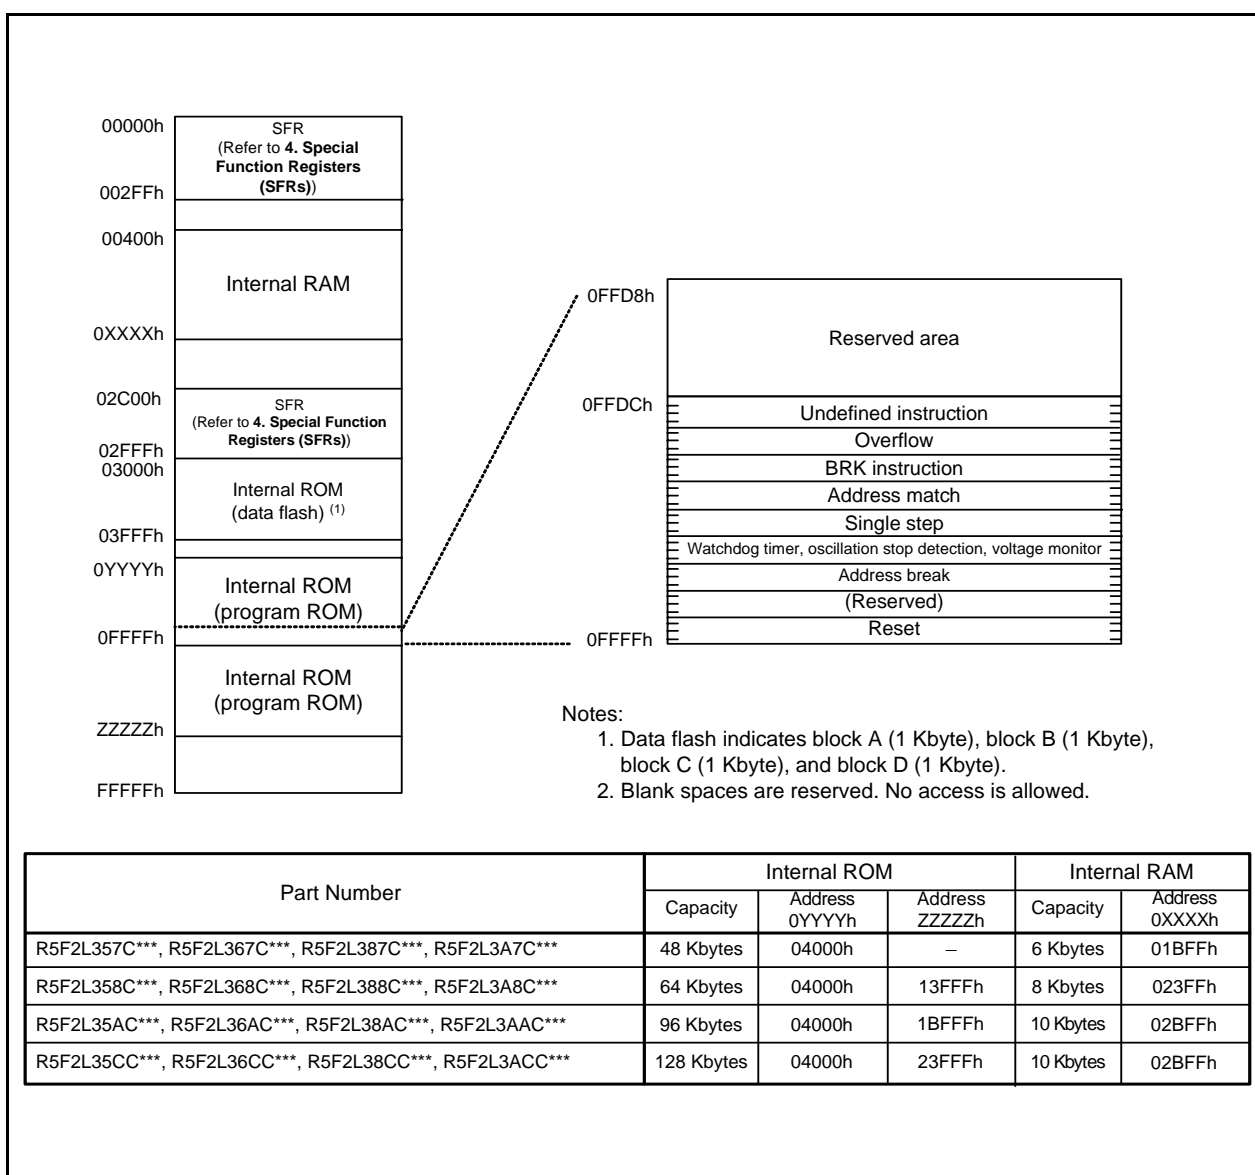 00000h
SFR
(Refer to 4. Special
Function Registers
(SFRs))
002FFh
00400h
Internal RAM
0XXXXh
02C00h
SFR
(Refer to 4. Special Function
Registers (SFRs))
02FFFh
03000h
Internal ROM
(data flash) (1)
03FFFh
0YYYYh
Internal ROM
(program ROM)
0FFFFh
Internal ROM
(program ROM)
ZZZZZh
FFFFFh
0FFD8h
Reserved area
0FFDCh
Undefined instruction
Overflow
BRK instruction
Address match
Single step
Watchdog timer, oscillation stop detection, voltage monitor
Address break
(Reserved)
Reset
0FFFFh
Notes:
1. Data flash indicates block A (1 Kbyte), block B (1 Kbyte),
block C (1 Kbyte), and block D (1 Kbyte).
2. Blank spaces are reserved. No access is allowed.
Part Number
Internal ROM
Internal RAM
Capacity
Address
0YYYYh
Address
ZZZZZh
Capacity
Address
0XXXXh
R5F2L357C***, R5F2L367C***, R5F2L387C***, R5F2L3A7C*** 48 Kbytes 04000h – 6 Kbytes 01BFFh
R5F2L358C***, R5F2L368C***, R5F2L388C***, R5F2L3A8C*** 64 Kbytes 04000h 13FFFh 8 Kbytes 023FFh
R5F2L35AC***, R5F2L36AC***, R5F2L38AC***, R5F2L3AAC*** 96 Kbytes 04000h 1BFFFh 10 Kbytes 02BFFh
R5F2L35CC***, R5F2L36CC***, R5F2L38CC***, R5F2L3ACC*** 128 Kbytes 04000h 23FFFh 10 Kbytes 02BFFh